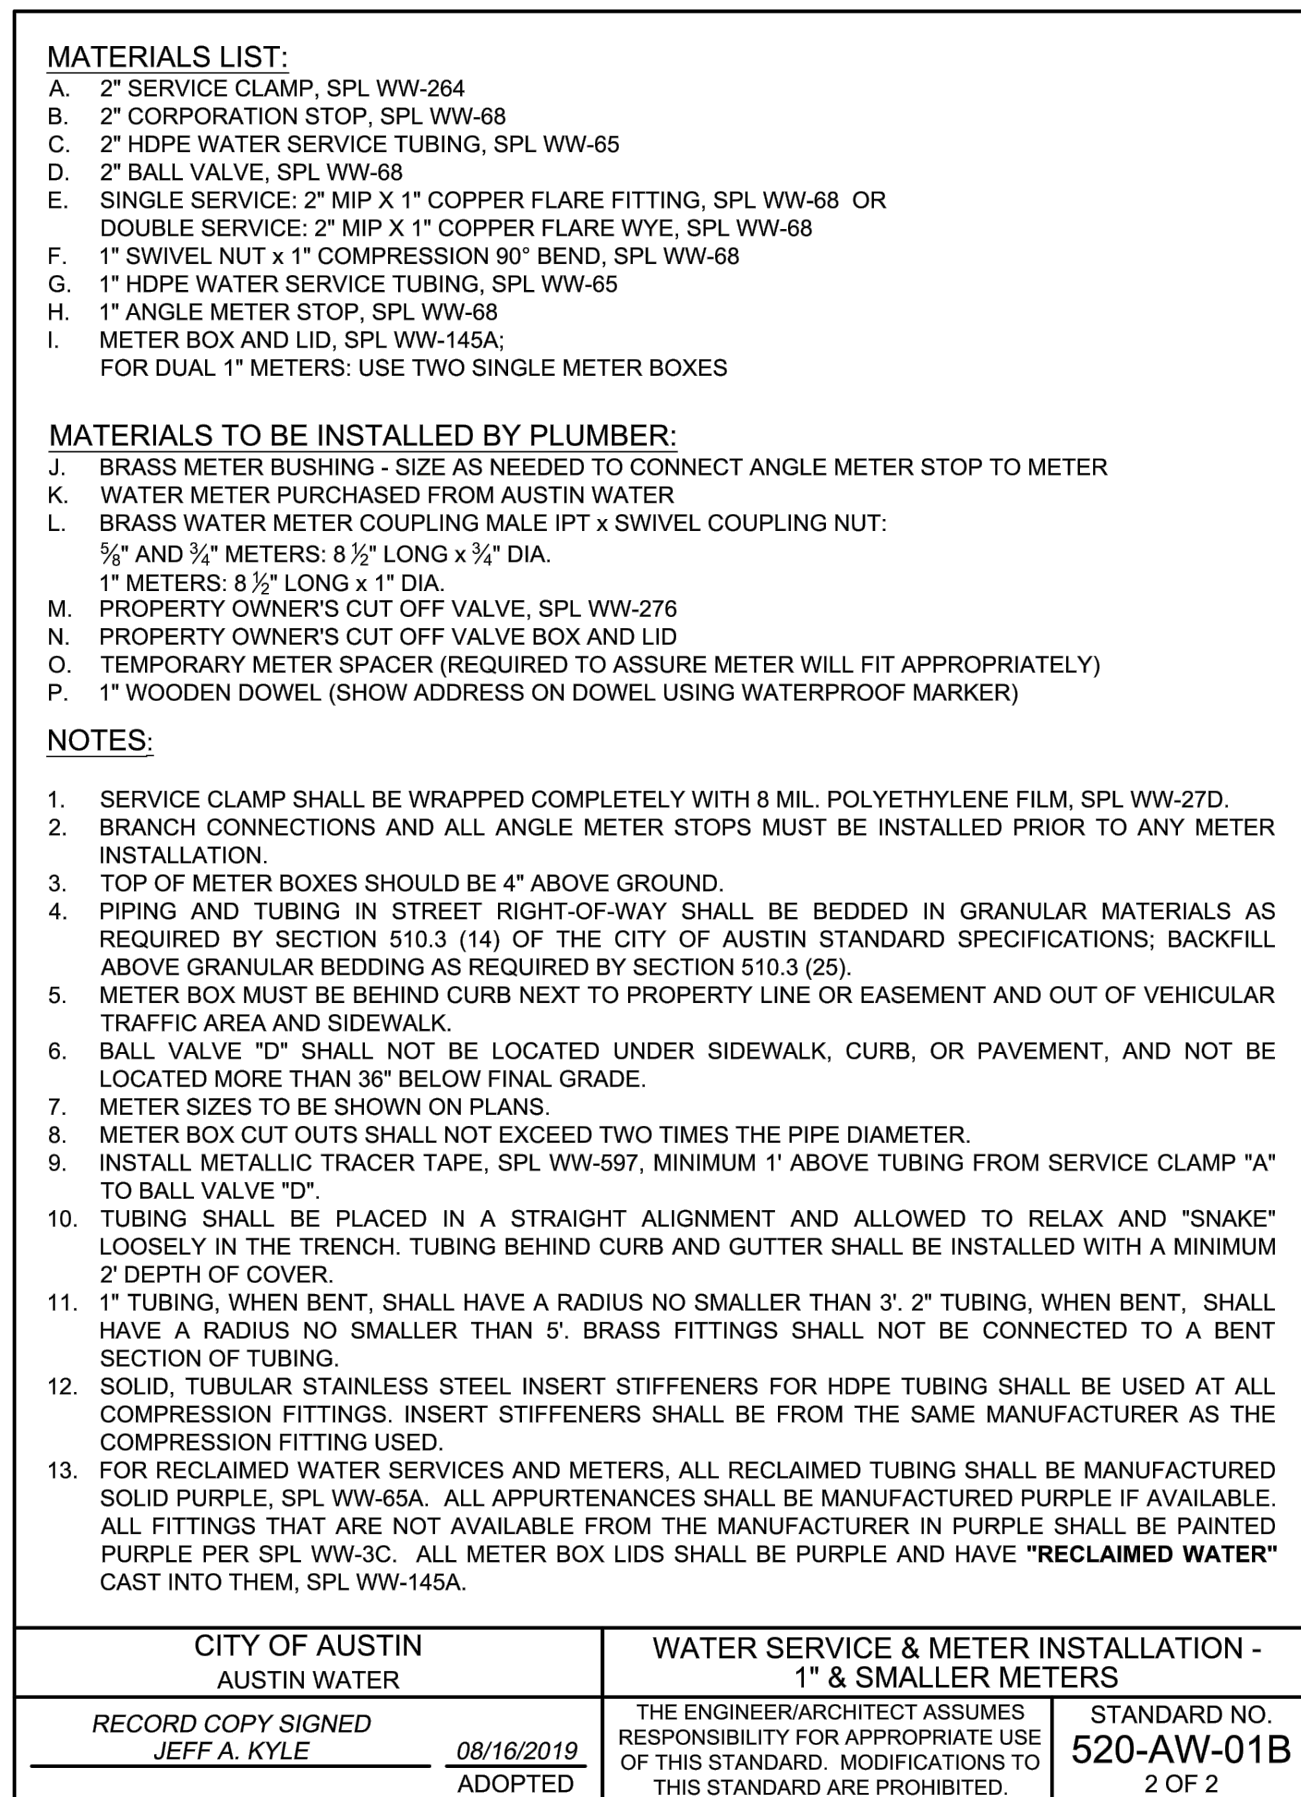 MATERIALS LIST:
A. 2" SERVICE CLAMP, SPL WW-264
B. 2" CORPORATION STOP, SPL WW-68
C. 2" HDPE WATER SERVICE TUBING, SPL WW-65
D. 2" BALL VALVE, SPL WW-68
E. SINGLE SERVICE: 2" MIP X 1" COPPER FLARE FITTING, SPL WW-68 OR
DOUBLE SERVICE: 2" MIP X 1" COPPER FLARE WYE, SPL WW-68
F. 1" SWIVEL NUT x 1" COMPRESSION 90° BEND, SPL WW-68
G. 1" HDPE WATER SERVICE TUBING, SPL WW-65
H. 1" ANGLE METER STOP, SPL WW-68
I. METER BOX AND LID, SPL WW-145A;
FOR DUAL 1" METERS: USE TWO SINGLE METER BOXES
MATERIALS TO BE INSTALLED BY PLUMBER:
J. BRASS METER BUSHING - SIZE AS NEEDED TO CONNECT ANGLE METER STOP TO METER
K. WATER METER PURCHASED FROM AUSTIN WATER
L. BRASS WATER METER COUPLING MALE IPT x SWIVEL COUPLING NUT:
⅝" AND ¾" METERS: 8 ½" LONG x ¾" DIA.
1" METERS: 8 ½" LONG x 1" DIA.
M. PROPERTY OWNER'S CUT OFF VALVE, SPL WW-276
N. PROPERTY OWNER'S CUT OFF VALVE BOX AND LID
O. TEMPORARY METER SPACER (REQUIRED TO ASSURE METER WILL FIT APPROPRIATELY)
P. 1" WOODEN DOWEL (SHOW ADDRESS ON DOWEL USING WATERPROOF MARKER)
NOTES:
1. SERVICE CLAMP SHALL BE WRAPPED COMPLETELY WITH 8 MIL. POLYETHYLENE FILM, SPL WW-27D.
2. BRANCH CONNECTIONS AND ALL ANGLE METER STOPS MUST BE INSTALLED PRIOR TO ANY METER
INSTALLATION.
3. TOP OF METER BOXES SHOULD BE 4" ABOVE GROUND.
4. PIPING AND TUBING IN STREET RIGHT-OF-WAY SHALL BE BEDDED IN GRANULAR MATERIALS AS
REQUIRED BY SECTION 510.3 (14) OF THE CITY OF AUSTIN STANDARD SPECIFICATIONS; BACKFILL
ABOVE GRANULAR BEDDING AS REQUIRED BY SECTION 510.3 (25).
5. METER BOX MUST BE BEHIND CURB NEXT TO PROPERTY LINE OR EASEMENT AND OUT OF VEHICULAR
TRAFFIC AREA AND SIDEWALK.
6. BALL VALVE "D" SHALL NOT BE LOCATED UNDER SIDEWALK, CURB, OR PAVEMENT, AND NOT BE
LOCATED MORE THAN 36" BELOW FINAL GRADE.
7. METER SIZES TO BE SHOWN ON PLANS.
8. METER BOX CUT OUTS SHALL NOT EXCEED TWO TIMES THE PIPE DIAMETER.
9. INSTALL METALLIC TRACER TAPE, SPL WW-597, MINIMUM 1' ABOVE TUBING FROM SERVICE CLAMP "A"
TO BALL VALVE "D".
10. TUBING SHALL BE PLACED IN A STRAIGHT ALIGNMENT AND ALLOWED TO RELAX AND "SNAKE"
LOOSELY IN THE TRENCH. TUBING BEHIND CURB AND GUTTER SHALL BE INSTALLED WITH A MINIMUM
2' DEPTH OF COVER.
11. 1" TUBING, WHEN BENT, SHALL HAVE A RADIUS NO SMALLER THAN 3'. 2" TUBING, WHEN BENT, SHALL
HAVE A RADIUS NO SMALLER THAN 5'. BRASS FITTINGS SHALL NOT BE CONNECTED TO A BENT
SECTION OF TUBING.
12. SOLID, TUBULAR STAINLESS STEEL INSERT STIFFENERS FOR HDPE TUBING SHALL BE USED AT ALL
COMPRESSION FITTINGS. INSERT STIFFENERS SHALL BE FROM THE SAME MANUFACTURER AS THE
COMPRESSION FITTING USED.
13. FOR RECLAIMED WATER SERVICES AND METERS, ALL RECLAIMED TUBING SHALL BE MANUFACTURED
SOLID PURPLE, SPL WW-65A. ALL APPURTENANCES SHALL BE MANUFACTURED PURPLE IF AVAILABLE.
ALL FITTINGS THAT ARE NOT AVAILABLE FROM THE MANUFACTURER IN PURPLE SHALL BE PAINTED
PURPLE PER SPL WW-3C. ALL METER BOX LIDS SHALL BE PURPLE AND HAVE "RECLAIMED WATER"
CAST INTO THEM, SPL WW-145A.
CITY OF AUSTIN
AUSTIN WATER
WATER SERVICE & METER INSTALLATION -
1" & SMALLER METERS
RECORD COPY SIGNED
JEFF A. KYLE
08/16/2019
ADOPTED
THE ENGINEER/ARCHITECT ASSUMES
RESPONSIBILITY FOR APPROPRIATE USE
OF THIS STANDARD. MODIFICATIONS TO
THIS STANDARD ARE PROHIBITED.
STANDARD NO.
520-AW-01B
2 OF 2